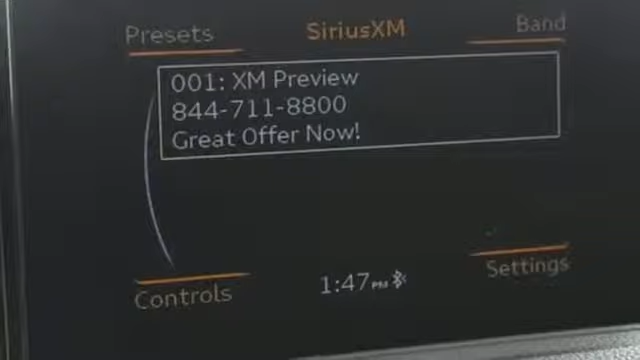 Presets SiriusXM Band
001: XM Preview
844-711-8800
Great Offer Now!
Controls 1:47PM Settings